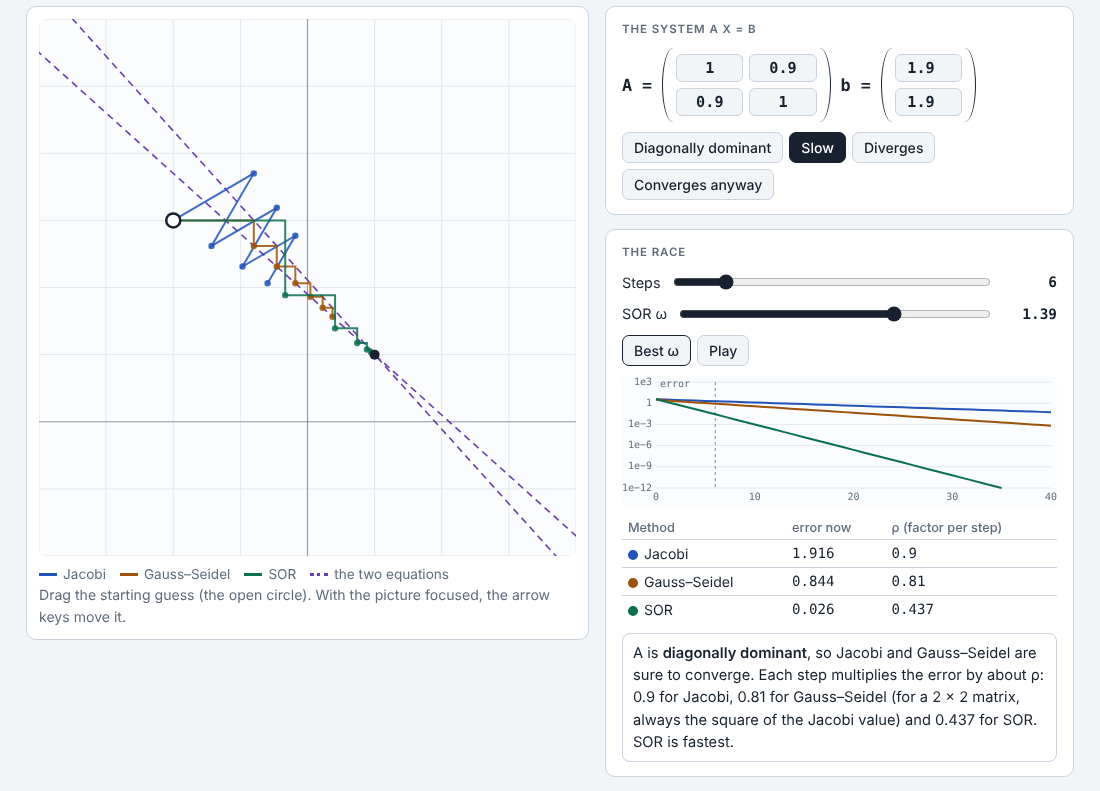 THE SYSTEM A X = B
A = 1 0.9 b = 1.9
0.9 1 1.9
Diagonally dominant Slow Diverges
Converges anyway
THE RACE
Steps 6
SOR ω 1.39
Best ω Play
error
1e3
1
1e−3
1e−6
1e−9
1e−12
0 10 20 30 40
Method error now ρ (factor per step)
Jacobi 1.916 0.9
Gauss–Seidel 0.844 0.81
SOR 0.026 0.437
A is diagonally dominant, so Jacobi and Gauss–Seidel are
sure to converge. Each step multiplies the error by about ρ:
0.9 for Jacobi, 0.81 for Gauss–Seidel (for a 2 × 2 matrix,
always the square of the Jacobi value) and 0.437 for SOR.
SOR is fastest.
Jacobi Gauss–Seidel SOR the two equations
Drag the starting guess (the open circle). With the picture focused, the arrow
keys move it.